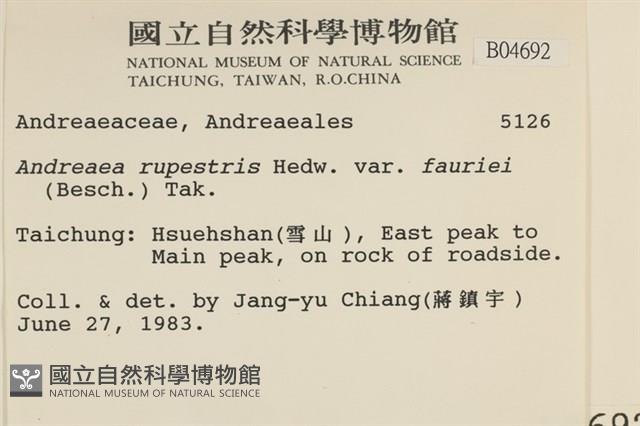 國立自然科學博物館
NATIONAL MUSEUM OF NATURAL SCIENCE
TAICHUNG, TAIWAN, R.O.CHINA
B04692
Andreaeaceae, Andreaeales 5126
Andreaea rupestris Hedw. var. fauriei
(Besch.) Tak.
Taichung: Hsuehshan(雪山), East peak to
Main peak, on rock of roadside.
Coll. & det. by Jang-yu Chiang(蔣鎮宇)
June 27, 1983.
國立自然科學博物館
NATIONAL MUSEUM OF NATURAL SCIENCE